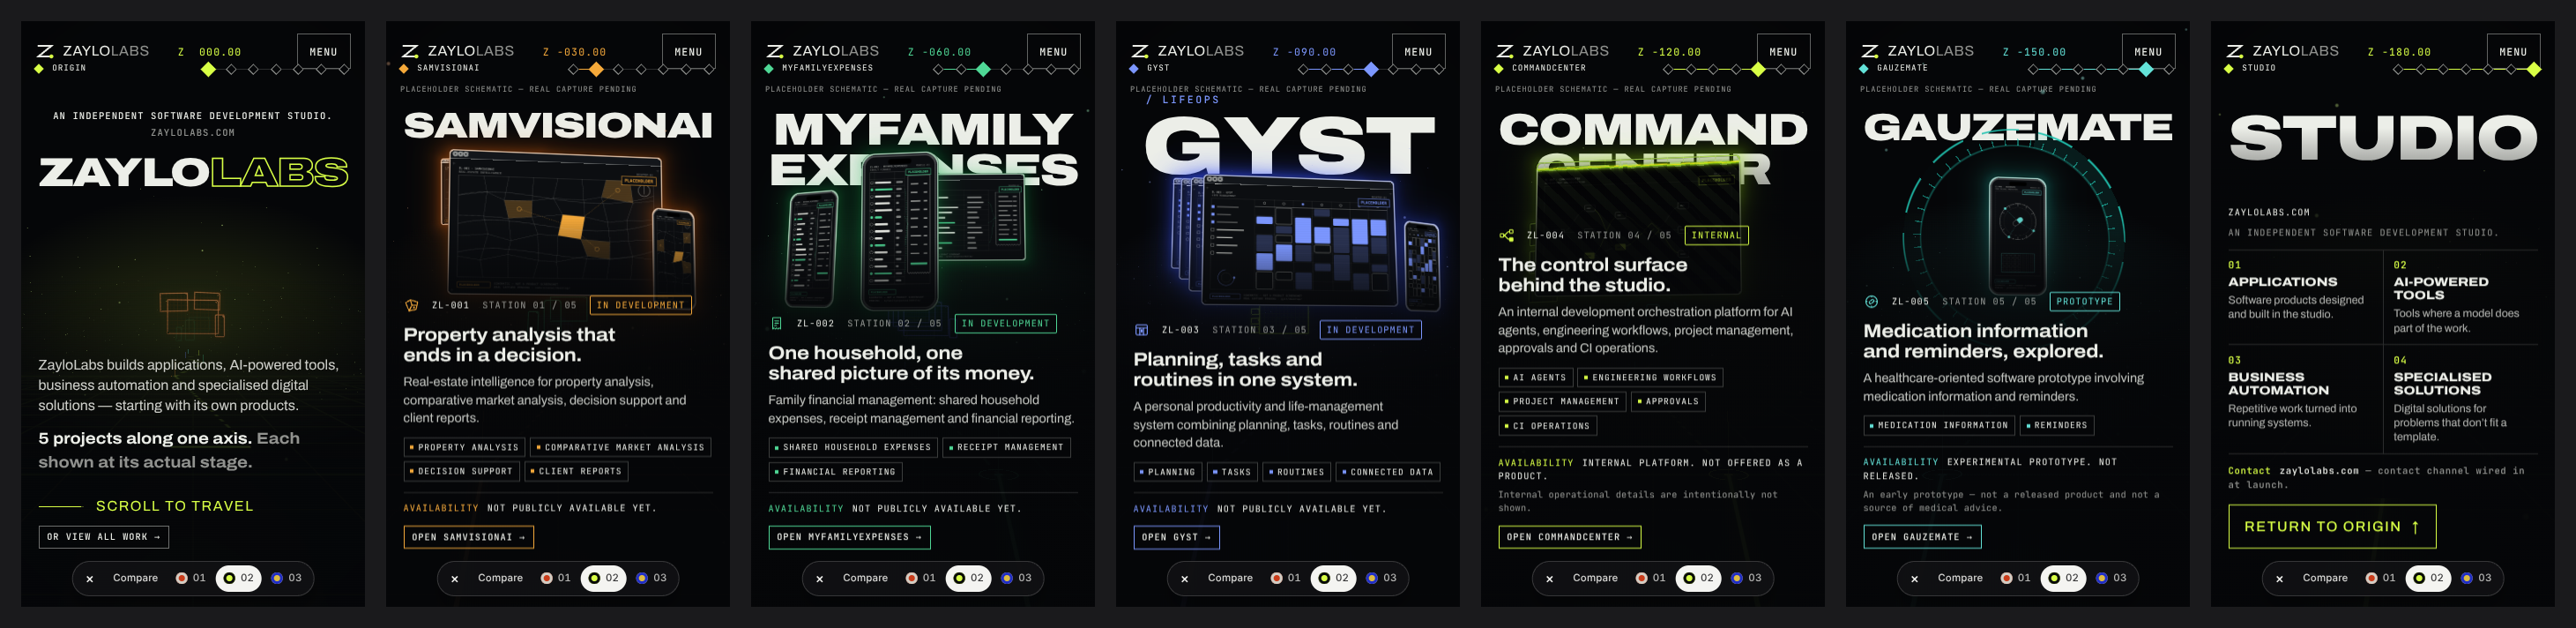 ZAYLOLABS
Z 000.00
MENU
ORIGIN
AN INDEPENDENT SOFTWARE DEVELOPMENT STUDIO.
ZAYLOLABS.COM
ZAYLOLABS
ZayloLabs builds applications, AI-powered tools,
business automation and specialised digital
solutions — starting with its own products.
5 projects along one axis. Each
shown at its actual stage.
SCROLL TO TRAVEL
OR VIEW ALL WORK →
× Compare 01 02 03
ZAYLOLABS
Z -030.00
MENU
SAMVISIONAI
PLACEHOLDER SCHEMATIC — REAL CAPTURE PENDING
SAMVISIONAI
PLACEHOLDER
ZL-001 STATION 01 / 05 IN DEVELOPMENT
Property analysis that
ends in a decision.
Real-estate intelligence for property analysis,
comparative market analysis, decision support and
client reports.
PROPERTY ANALYSIS COMPARATIVE MARKET ANALYSIS
DECISION SUPPORT CLIENT REPORTS
AVAILABILITY NOT PUBLICLY AVAILABLE YET.
OPEN SAMVISIONAI →
× Compare 01 02 03
ZAYLOLABS
Z -060.00
MENU
MYFAMILYEXPENSES
PLACEHOLDER SCHEMATIC — REAL CAPTURE PENDING
MYFAMILY
EXPENSES
ZL-002 STATION 02 / 05 IN DEVELOPMENT
One household, one
shared picture of its money.
Family financial management: shared household
expenses, receipt management and financial reporting.
SHARED HOUSEHOLD EXPENSES RECEIPT MANAGEMENT
FINANCIAL REPORTING
AVAILABILITY NOT PUBLICLY AVAILABLE YET.
OPEN MYFAMILYEXPENSES →
× Compare 01 02 03
ZAYLOLABS
Z -090.00
MENU
GYST
PLACEHOLDER SCHEMATIC — REAL CAPTURE PENDING
/ LIFEOPS
GYST
PLACEHOLDER
ZL-003 STATION 03 / 05 IN DEVELOPMENT
Planning, tasks and
routines in one system.
A personal productivity and life-management
system combining planning, tasks, routines and
connected data.
PLANNING TASKS ROUTINES CONNECTED DATA
AVAILABILITY NOT PUBLICLY AVAILABLE YET.
OPEN GYST →
× Compare 01 02 03
ZAYLOLABS
Z -120.00
MENU
COMMANDCENTER
PLACEHOLDER SCHEMATIC — REAL CAPTURE PENDING
COMMAND
CENTER
ZL-004 STATION 04 / 05 INTERNAL
The control surface
behind the studio.
An internal development orchestration platform for AI
agents, engineering workflows, project management,
approvals and CI operations.
AI AGENTS ENGINEERING WORKFLOWS
PROJECT MANAGEMENT APPROVALS
CI OPERATIONS
AVAILABILITY INTERNAL PLATFORM. NOT OFFERED AS A
PRODUCT.
Internal operational details are intentionally not
shown.
OPEN COMMANDCENTER →
× Compare 01 02 03
ZAYLOLABS
Z -150.00
MENU
GAUZEMATE
PLACEHOLDER SCHEMATIC — REAL CAPTURE PENDING
GAUZEMATE
ZL-005 STATION 05 / 05 PROTOTYPE
Medication information
and reminders, explored.
A healthcare-oriented software prototype involving
medication information and reminders.
MEDICATION INFORMATION REMINDERS
AVAILABILITY EXPERIMENTAL PROTOTYPE. NOT
RELEASED.
An early prototype — not a released product and not a
source of medical advice.
OPEN GAUZEMATE →
× Compare 01 02 03
ZAYLOLABS
Z -180.00
MENU
STUDIO
STUDIO
ZAYLOLABS.COM
AN INDEPENDENT SOFTWARE DEVELOPMENT STUDIO.
01
APPLICATIONS
Software products designed
and built in the studio.
02
AI-POWERED
TOOLS
Tools where a model does
part of the work.
03
BUSINESS
AUTOMATION
Repetitive work turned into
running systems.
04
SPECIALISED
SOLUTIONS
Digital solutions for
problems that don't fit a
template.
Contact zaylolabs.com — contact channel wired in
at launch.
RETURN TO ORIGIN ↑
× Compare 01 02 03